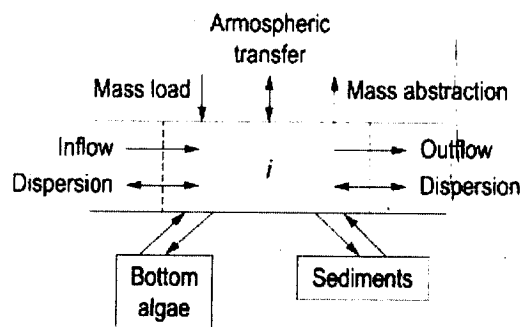 Armospheric
transfer
Mass load
Mass abstraction
Inflow
Outflow
Dispersion
i
Dispersion
Bottom
algae
Sediments